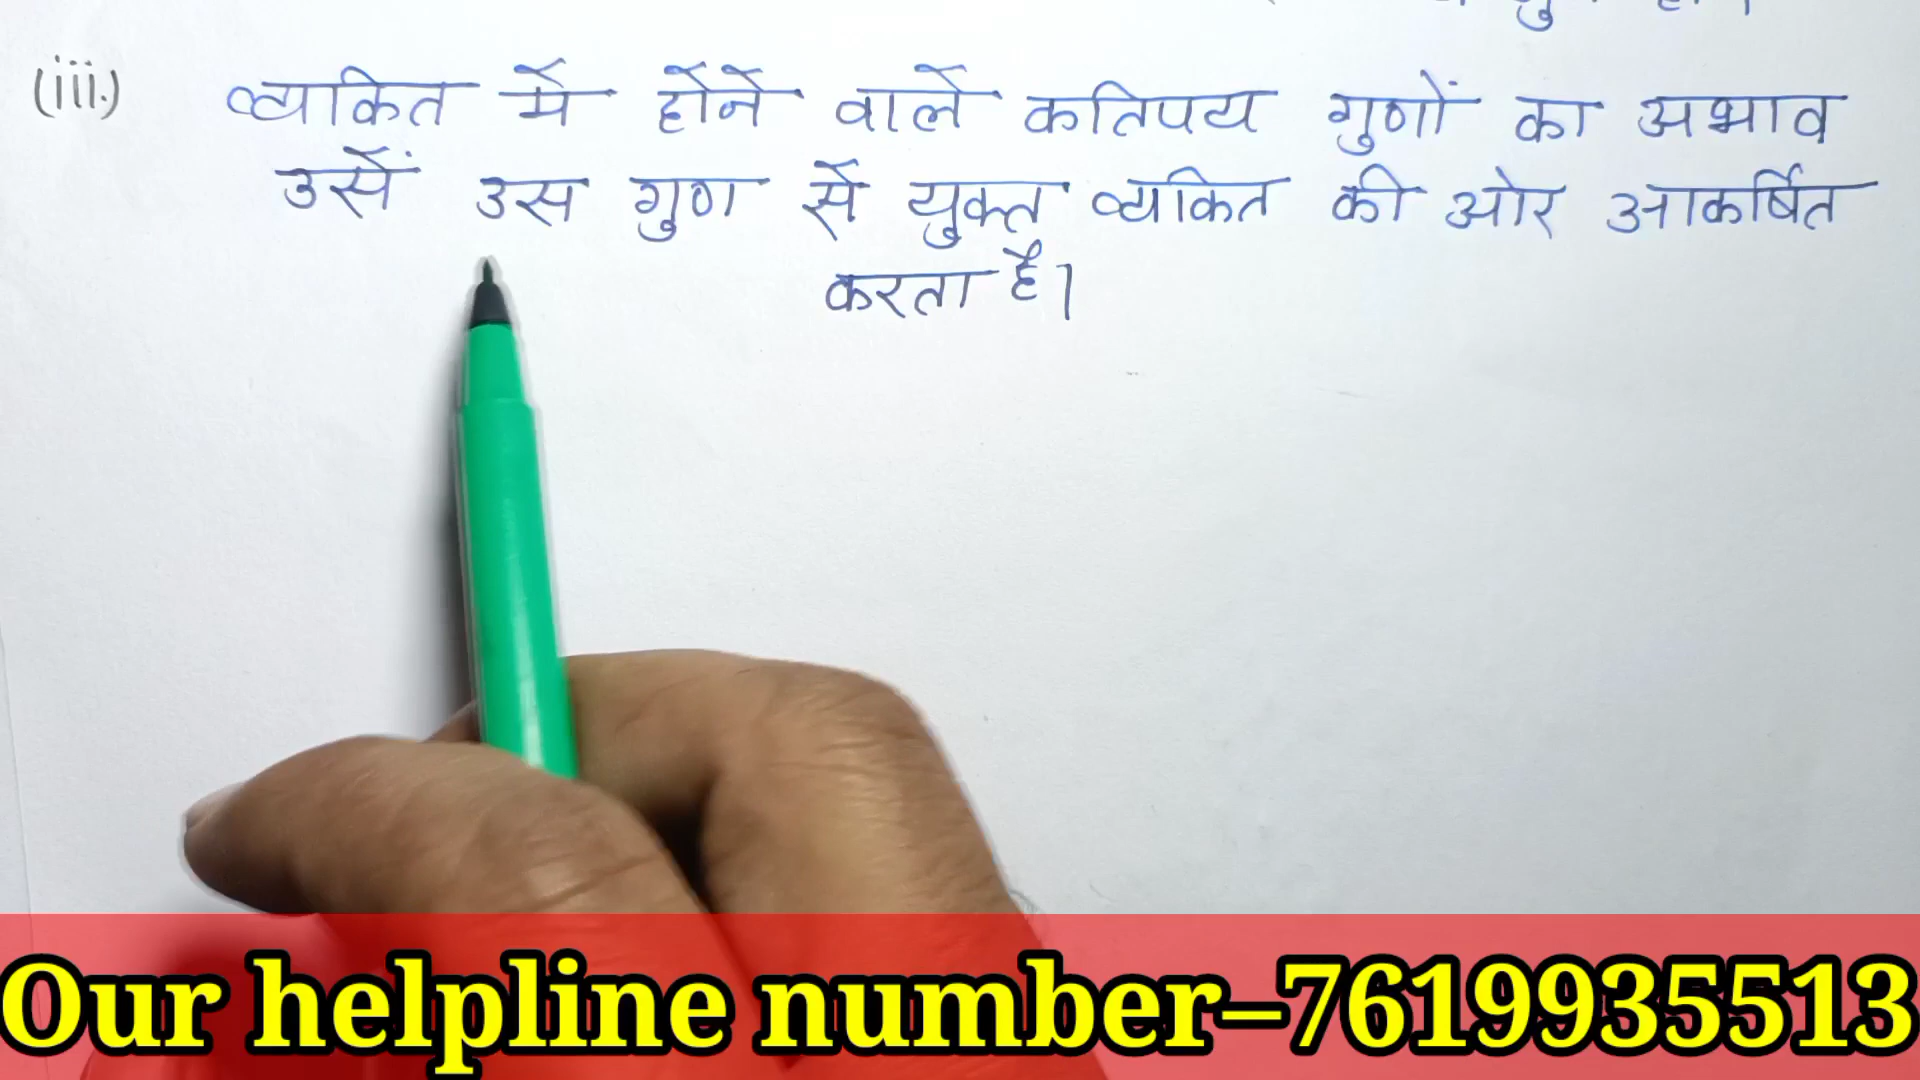 (iii.) व्यकित में होने वाले कतिपय गुणों का अभाव
उसें उस गुण से युक्त व्यकित की ओर आकर्षित
करता है।
Our helpline number–7619935513